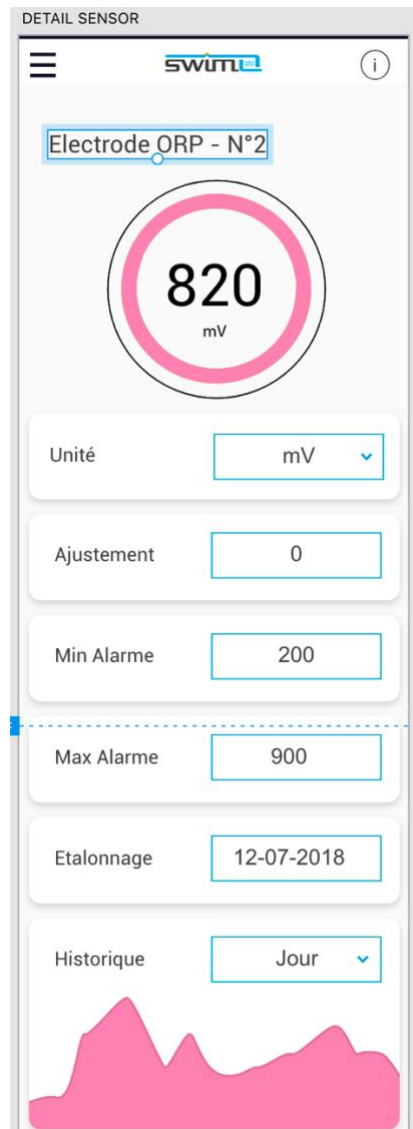 DETAIL SENSOR
swim
i
Electrode ORP - N°2
820
mV
Unité mV
Ajustement 0
Min Alarme 200
Max Alarme 900
Etalonnage 12-07-2018
Historique Jour